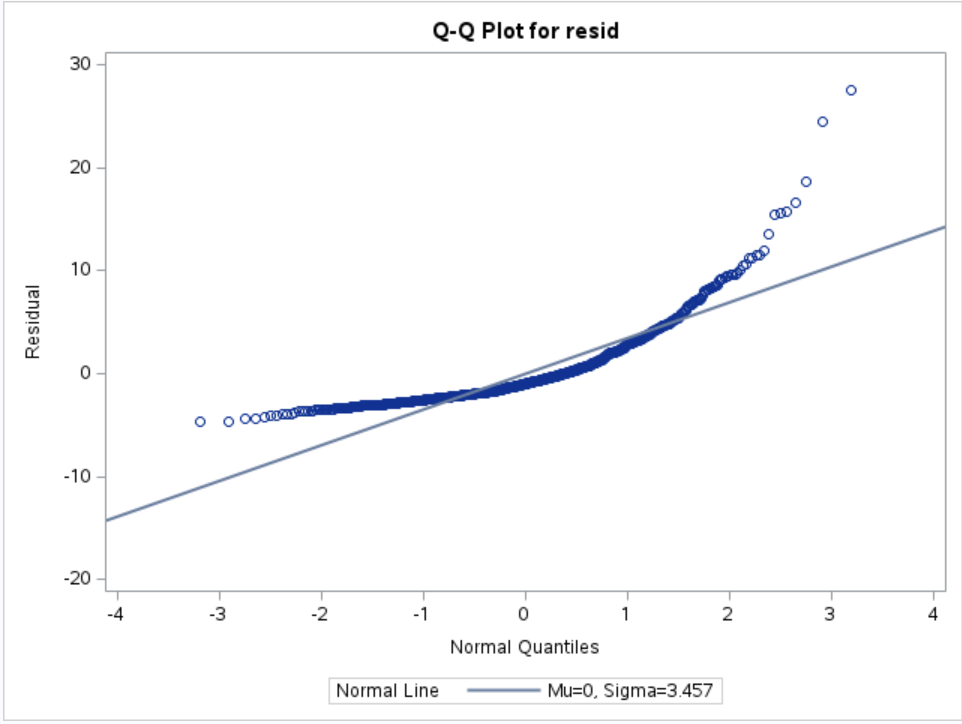 Q-Q Plot for resid
30
20
10
0
-10
-20
Residual
-4 -3 -2 -1 0 1 2 3 4
Normal Quantiles
Normal Line Mu=0, Sigma=3.457